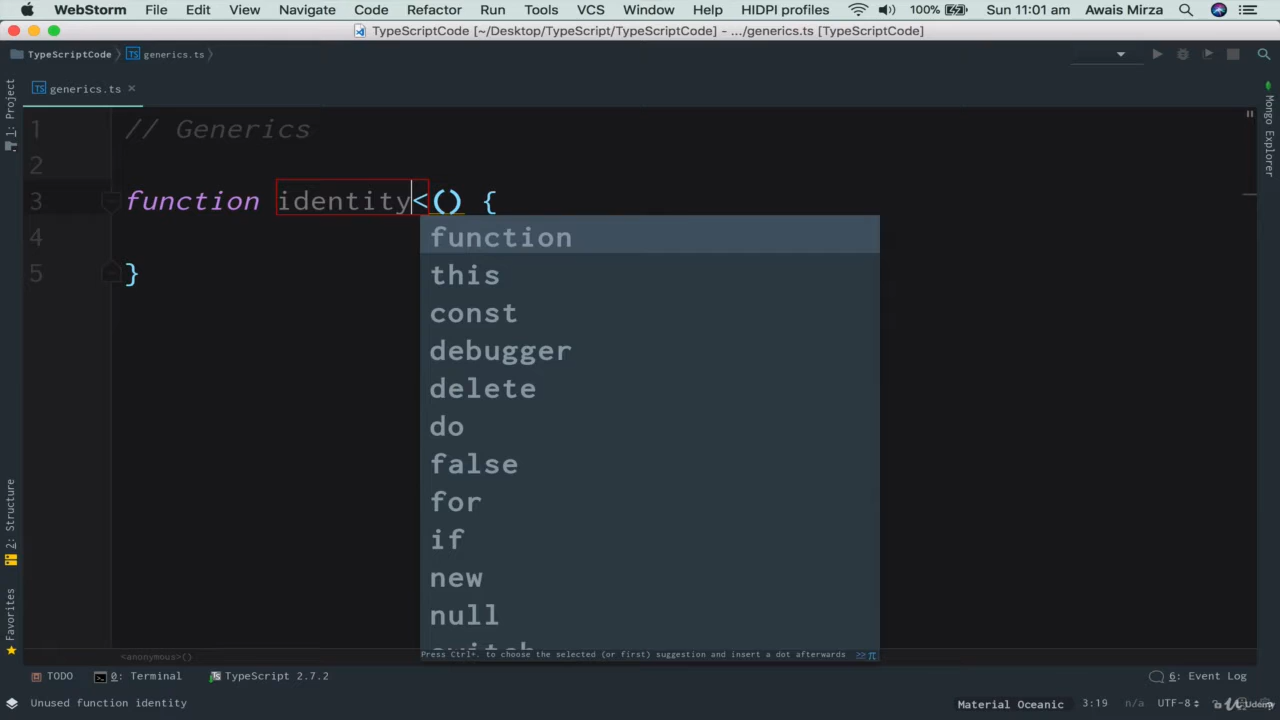 WebStorm File Edit View Navigate Code Refactor Run Tools VCS Window Help HIDPI profiles 100% Sun 11:01 am Awais Mirza
TypeScriptCode [~/Desktop/TypeScript/TypeScriptCode] - .../generics.ts [TypeScriptCode]
TypeScriptCode generics.ts
generics.ts
1: Project
Mongo Explorer
1 // Generics
2
3 function identity<() {
4
5 }
function
this
const
debugger
delete
do
false
for
if
new
null
switch
Press Ctrl+. to choose the selected (or first) suggestion and insert a dot afterwards >> π
2: Structure
Favorites
<anonymous>()
TODO 0: Terminal TypeScript 2.7.2 6: Event Log
Unused function identity Material Oceanic 3:19 n/a UTF-8 Udemy